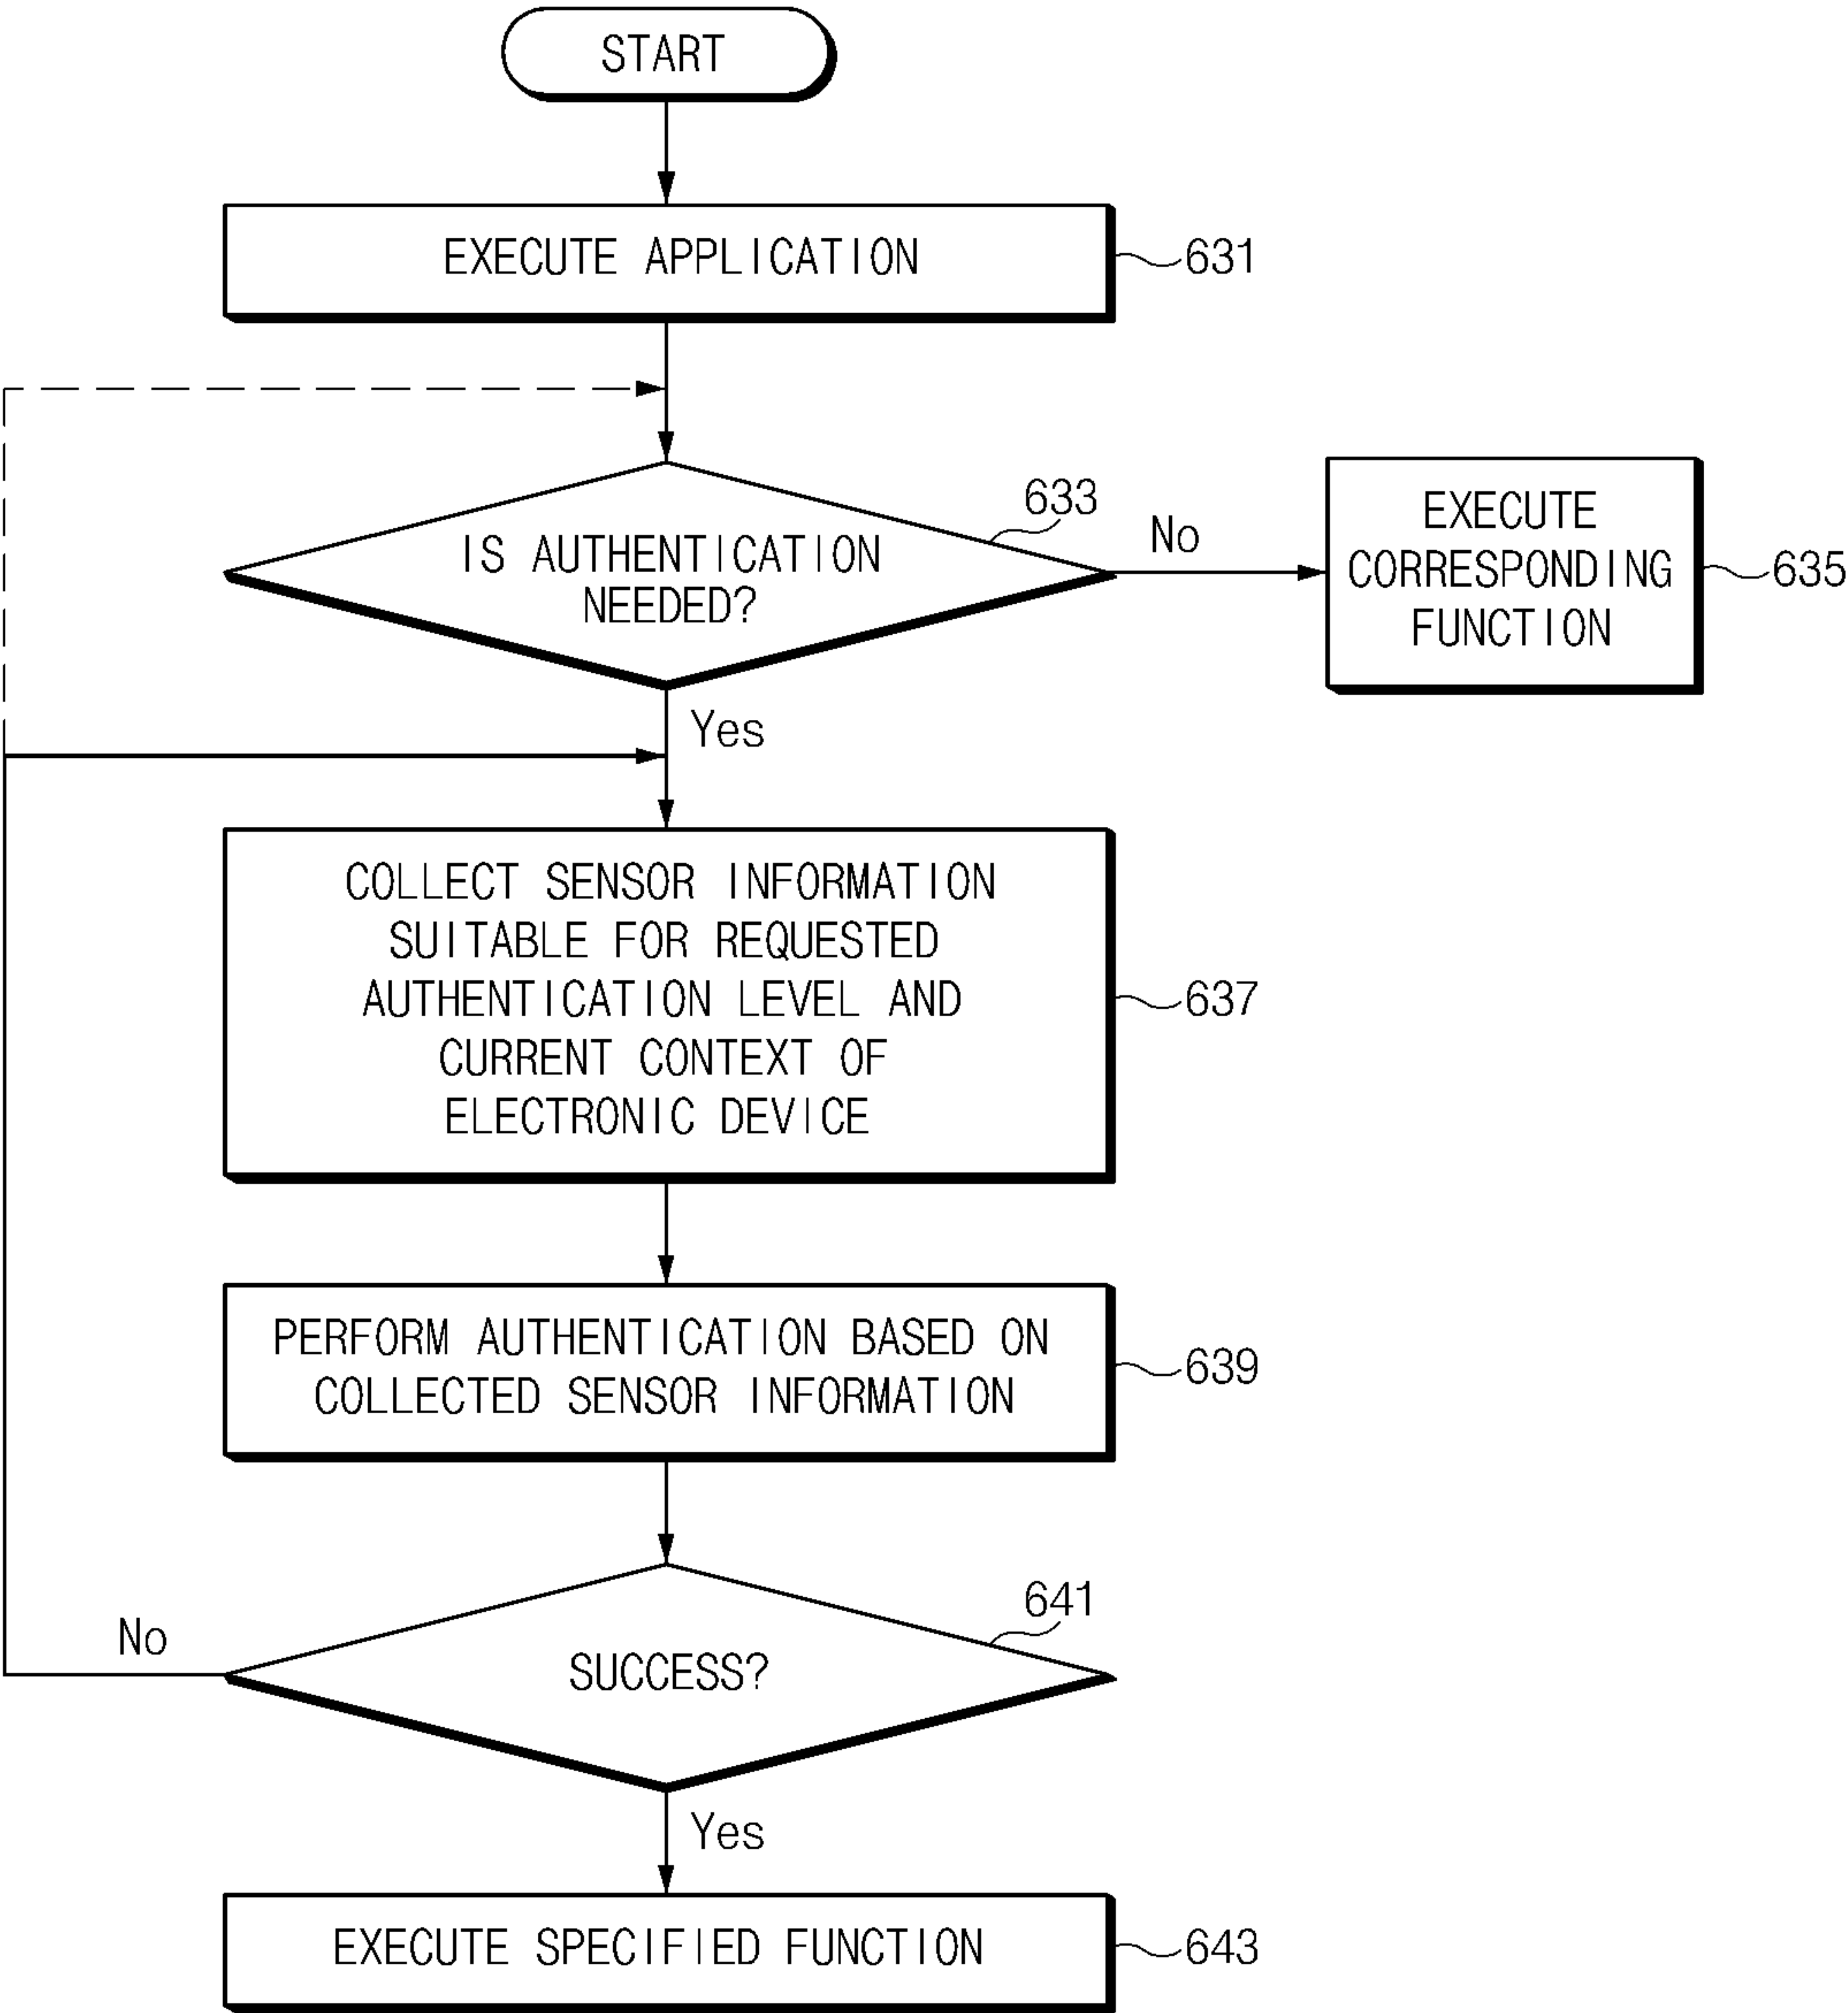 START
EXECUTE APPLICATION
631
633
IS AUTHENTICATION
NEEDED?
No
EXECUTE
CORRESPONDING
FUNCTION
635
Yes
COLLECT SENSOR INFORMATION
SUITABLE FOR REQUESTED
AUTHENTICATION LEVEL AND
CURRENT CONTEXT OF
ELECTRONIC DEVICE
637
PERFORM AUTHENTICATION BASED ON
COLLECTED SENSOR INFORMATION
639
641
No
SUCCESS?
Yes
EXECUTE SPECIFIED FUNCTION
643